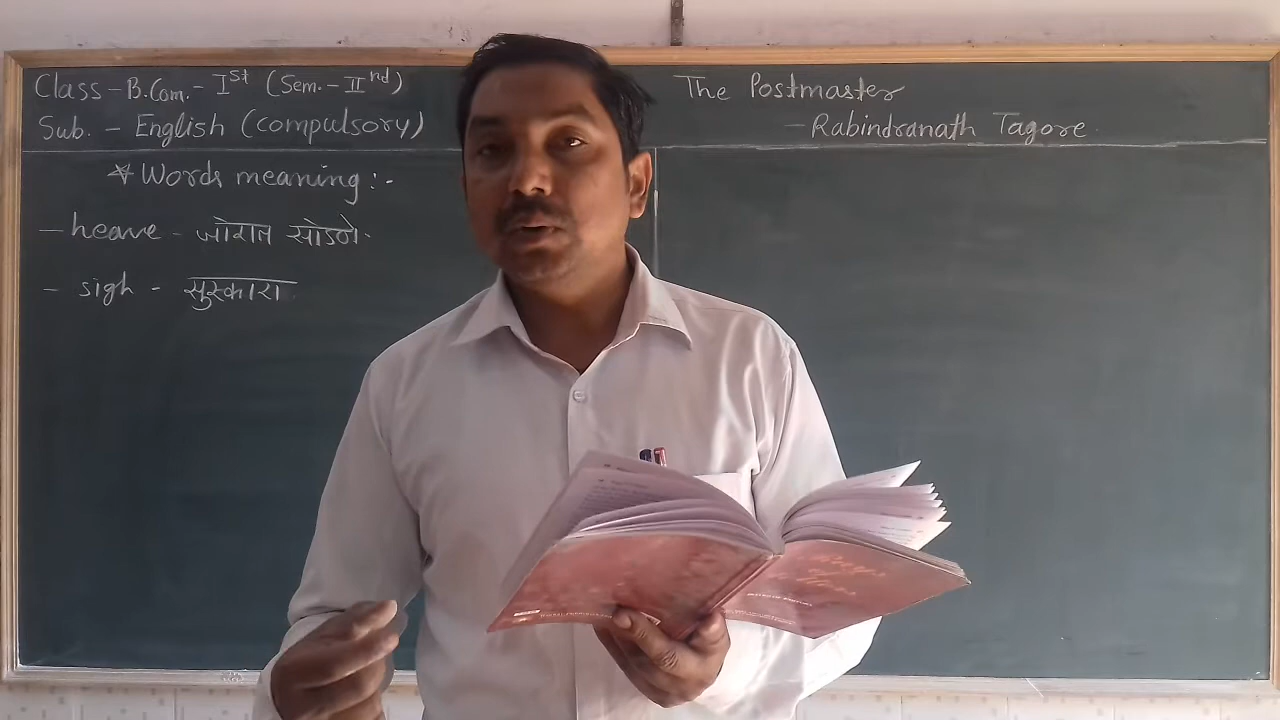 Class - B.Com. - Iˢᵗ (Sem. - IIⁿᵈ)
Sub. - English (compulsory)
The Postmaster
- Rabindranath Tagore.
* Words meaning :-
- heave - जोरात सोडणे.
- sigh - सुस्कारा